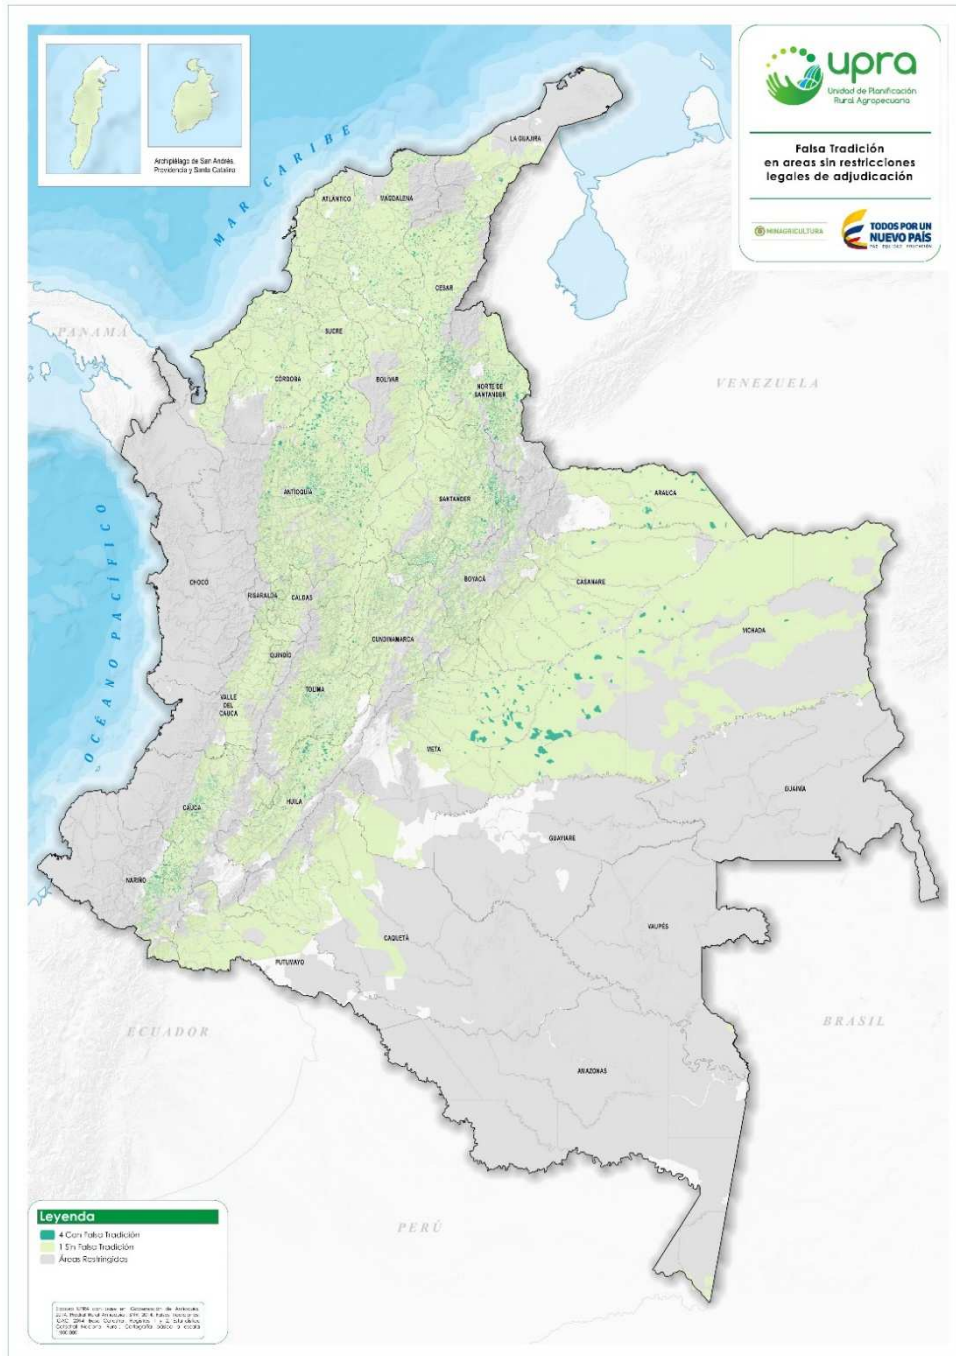 upra
Unidad de Planificación
Rural Agropecuaria
Falsa Tradición
en areas sin restricciones
legales de adjudicación
MINAGRICULTURA
TODOS POR UN
NUEVO PAÍS
PAZ EQUIDAD EDUCACIÓN
Archipiélago de San Andrés,
Providencia y Santa Catalina
MAR CARIBE
LA GUAJIRA
ATLÁNTICO
MAGDALENA
CESAR
PANAMÁ
SUCRE
CÓRDOBA
BOLÍVAR
NORTE DE
SANTANDER
VENEZUELA
ANTIOQUÍA
SANTANDER
ARAUCA
OCÉANO PACÍFICO
CHOCÓ
RISARALDA
CALDAS
BOYACÁ
CASANARE
CUNDINAMARCA
VICHADA
QUINDÍO
TOLIMA
VALLE
DEL
CAUCA
META
CAUCA
HUILA
GUAINÍA
GUAVIARE
NARIÑO
VAUPÉS
CAQUETÁ
PUTUMAYO
ECUADOR
BRASIL
AMAZONAS
PERÚ
Leyenda
4 Con Falsa Tradición
1 Sin Falsa Tradición
Áreas Restringidas